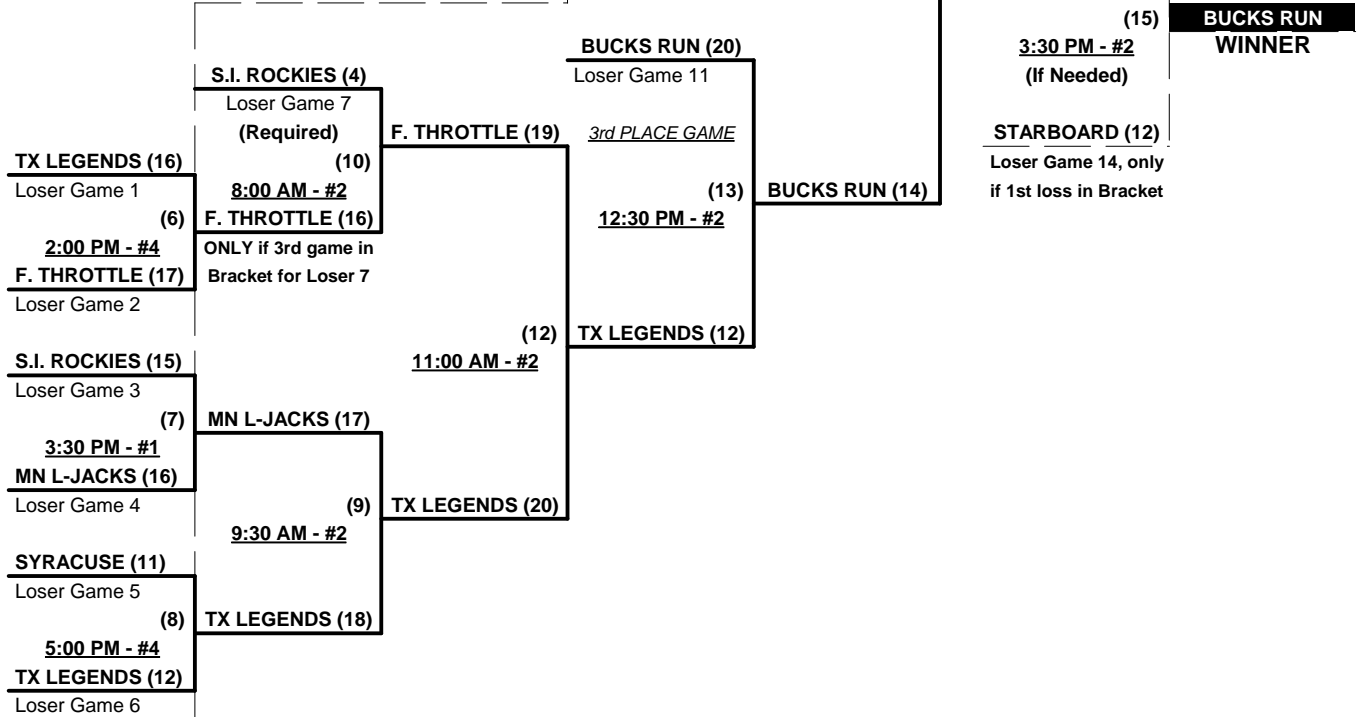 (15) BUCKS RUN
BUCKS RUN (20) 3:30 PM - #2 WINNER
S.I. ROCKIES (4) Loser Game 11 (If Needed)
Loser Game 7
(Required) F. THROTTLE (19) 3rd PLACE GAME STARBOARD (12)
TX LEGENDS (16) (10) Loser Game 14, only
Loser Game 1 8:00 AM - #2 (13) BUCKS RUN (14) if 1st loss in Bracket
(6) F. THROTTLE (16) 12:30 PM - #2
2:00 PM - #4 ONLY if 3rd game in
F. THROTTLE (17) Bracket for Loser 7
Loser Game 2
(12) TX LEGENDS (12)
S.I. ROCKIES (15) 11:00 AM - #2
Loser Game 3
(7) MN L-JACKS (17)
3:30 PM - #1
MN L-JACKS (16)
Loser Game 4 (9) TX LEGENDS (20)
9:30 AM - #2
SYRACUSE (11)
Loser Game 5
(8) TX LEGENDS (18)
5:00 PM - #4
TX LEGENDS (12)
Loser Game 6